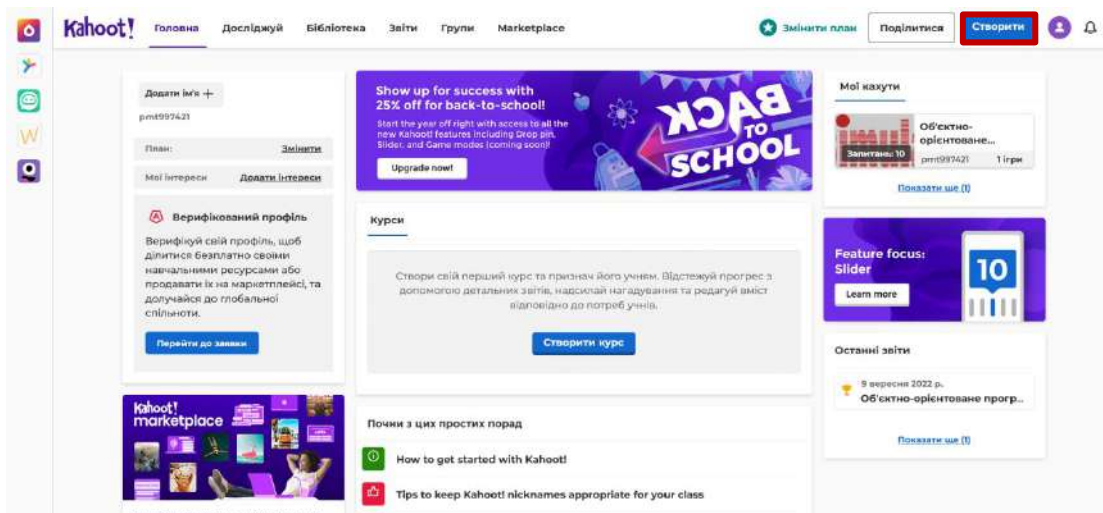 Kahoot!
Головна
Досліджуй
Бібліотека
Звіти
Групи
Marketplace
Змінити план
Поділитися
Створити
Додати ім'я +
pmt997421
План:
Змінити
Мої інтереси
Додати інтереси
Верифікований профіль
Верифікуй свій профіль, щоб
ділитися безплатно своїми
навчальними ресурсами або
продавати їх на маркетплейсі, та
долучайся до глобальної
спільноти.
Перейти до заявки
Kahoot!
marketplace
Show up for success with
25% off for back-to-school!
Start the year off right with access to all the
new Kahoot! features including Drop pin,
Slider, and Game modes (coming soon)!
Upgrade now!
BACK
TO
SCHOOL
Курси
Створи свій перший курс та признач його учням. Відстежуй прогрес з
допомогою детальних звітів, надсилай нагадування та редагуй вміст
відповідно до потреб учнів.
Створити курс
Почни з цих простих порад
How to get started with Kahoot!
Tips to keep Kahoot! nicknames appropriate for your class
Мої кахути
Запитань: 10
Об'єктно-
орієнтоване...
pmt997421
1 ігри
Показати ще (1)
Feature focus:
Slider
Learn more
10
Останні звіти
9 вересня 2022 р.
Об'єктно-орієнтоване прогр...
Показати ще (1)
W